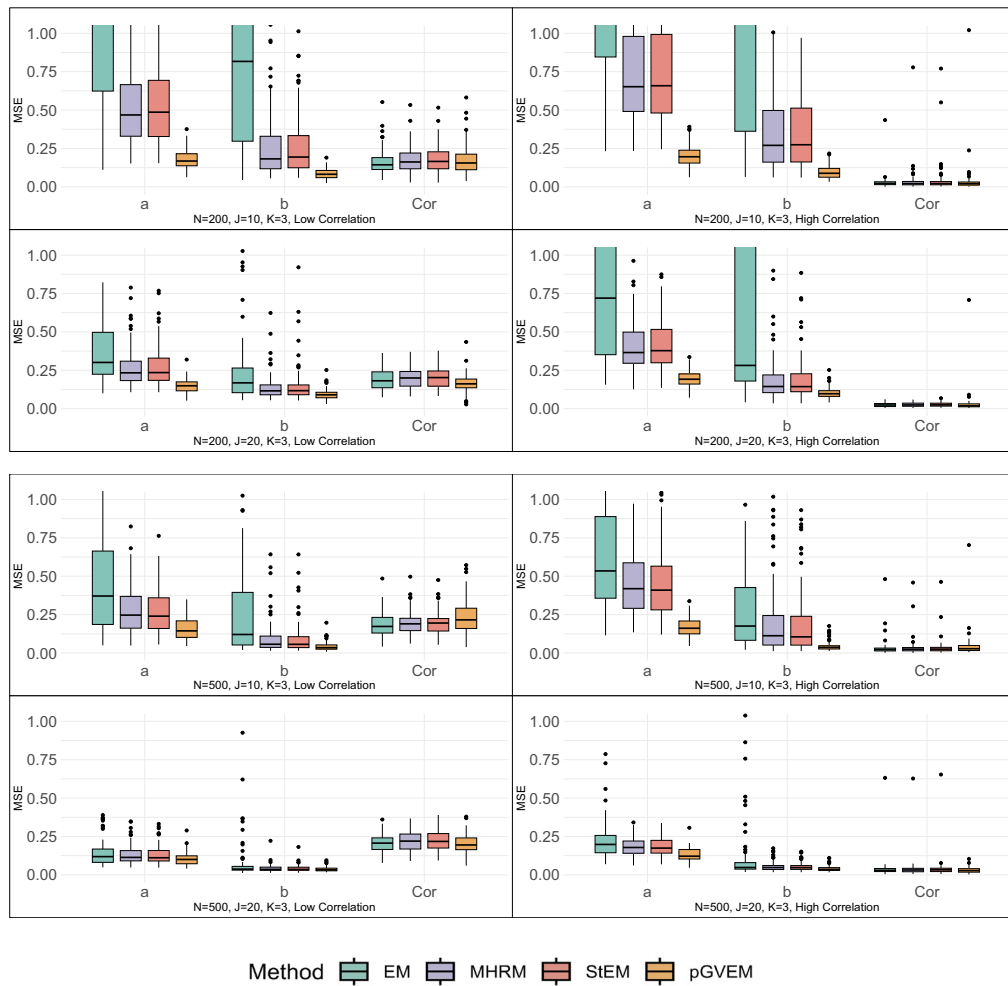 1.00
0.75
0.50
0.25
0.00
MSE
a b Cor
N=200, J=10, K=3, Low Correlation
1.00
0.75
0.50
0.25
0.00
MSE
a b Cor
N=200, J=10, K=3, High Correlation
1.00
0.75
0.50
0.25
0.00
MSE
a b Cor
N=200, J=20, K=3, Low Correlation
1.00
0.75
0.50
0.25
0.00
MSE
a b Cor
N=200, J=20, K=3, High Correlation
1.00
0.75
0.50
0.25
0.00
MSE
a b Cor
N=500, J=10, K=3, Low Correlation
1.00
0.75
0.50
0.25
0.00
MSE
a b Cor
N=500, J=10, K=3, High Correlation
1.00
0.75
0.50
0.25
0.00
MSE
a b Cor
N=500, J=20, K=3, Low Correlation
1.00
0.75
0.50
0.25
0.00
MSE
a b Cor
N=500, J=20, K=3, High Correlation
Method EM MHRM StEM pGVEM